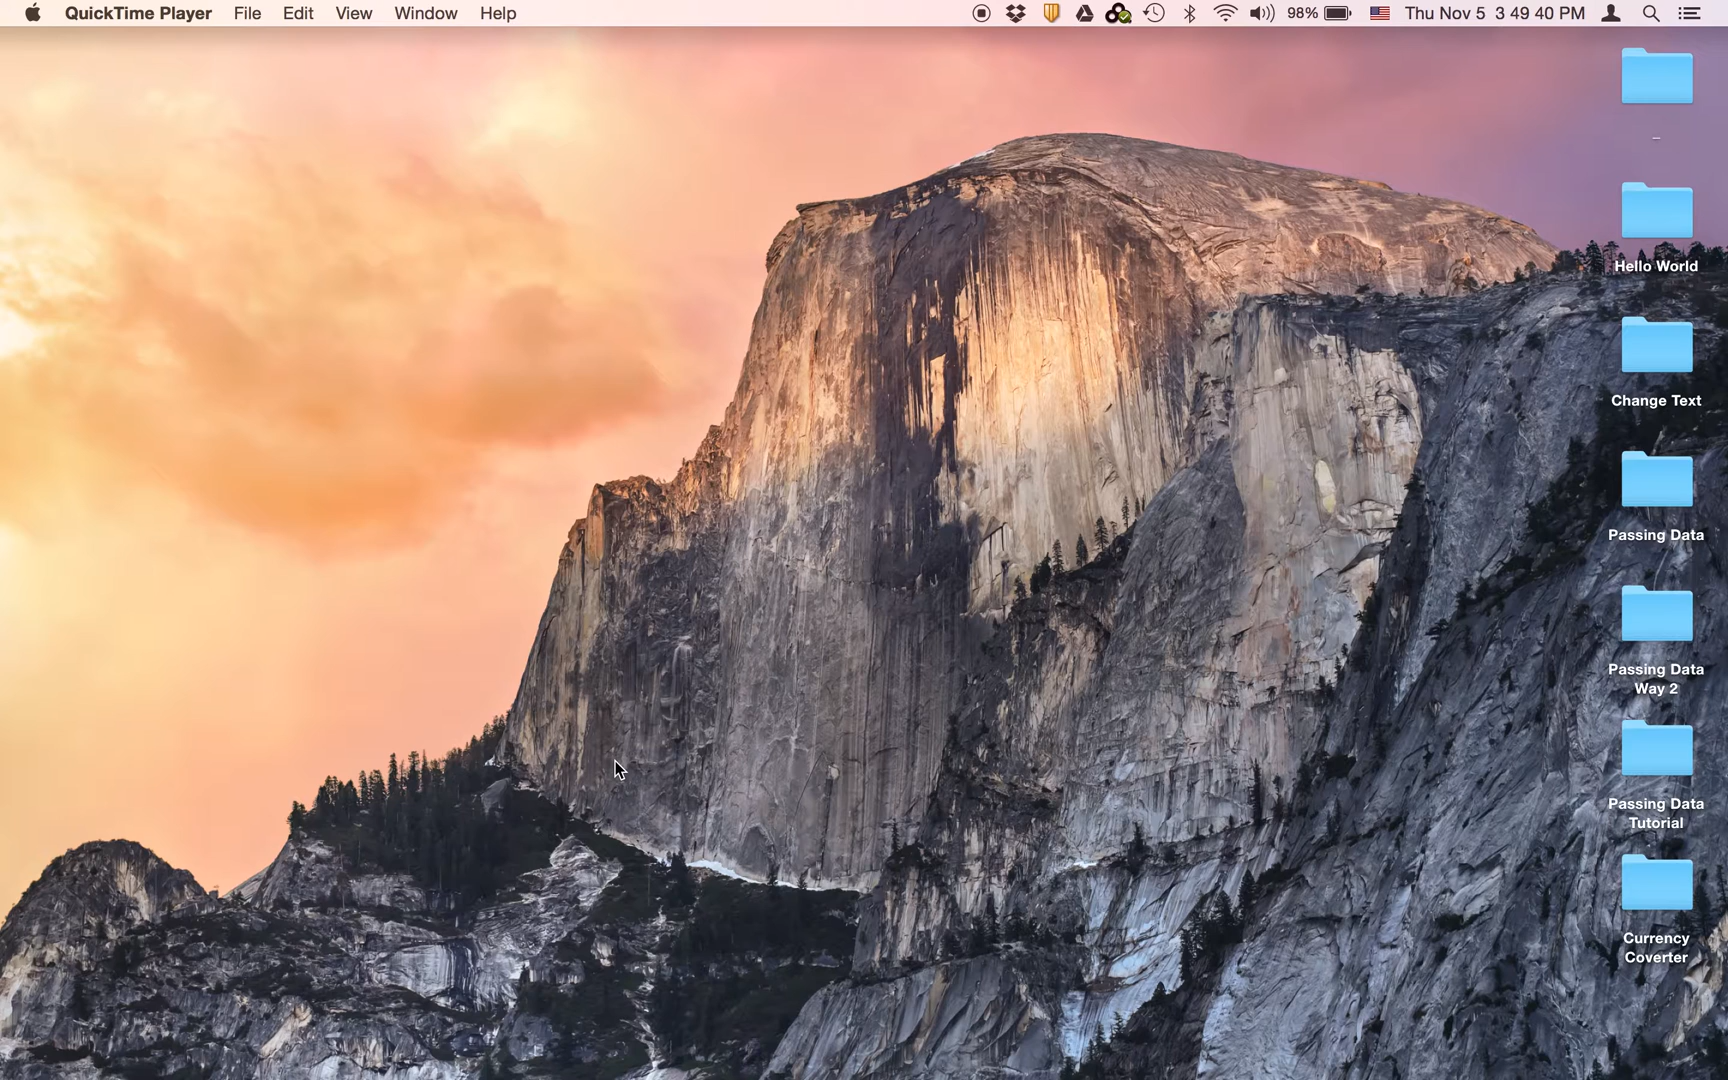 QuickTime Player File Edit View Window Help 98% Thu Nov 5 3 49 40 PM
Hello World
Change Text
Passing Data
Passing Data
Way 2
Passing Data
Tutorial
Currency
Coverter